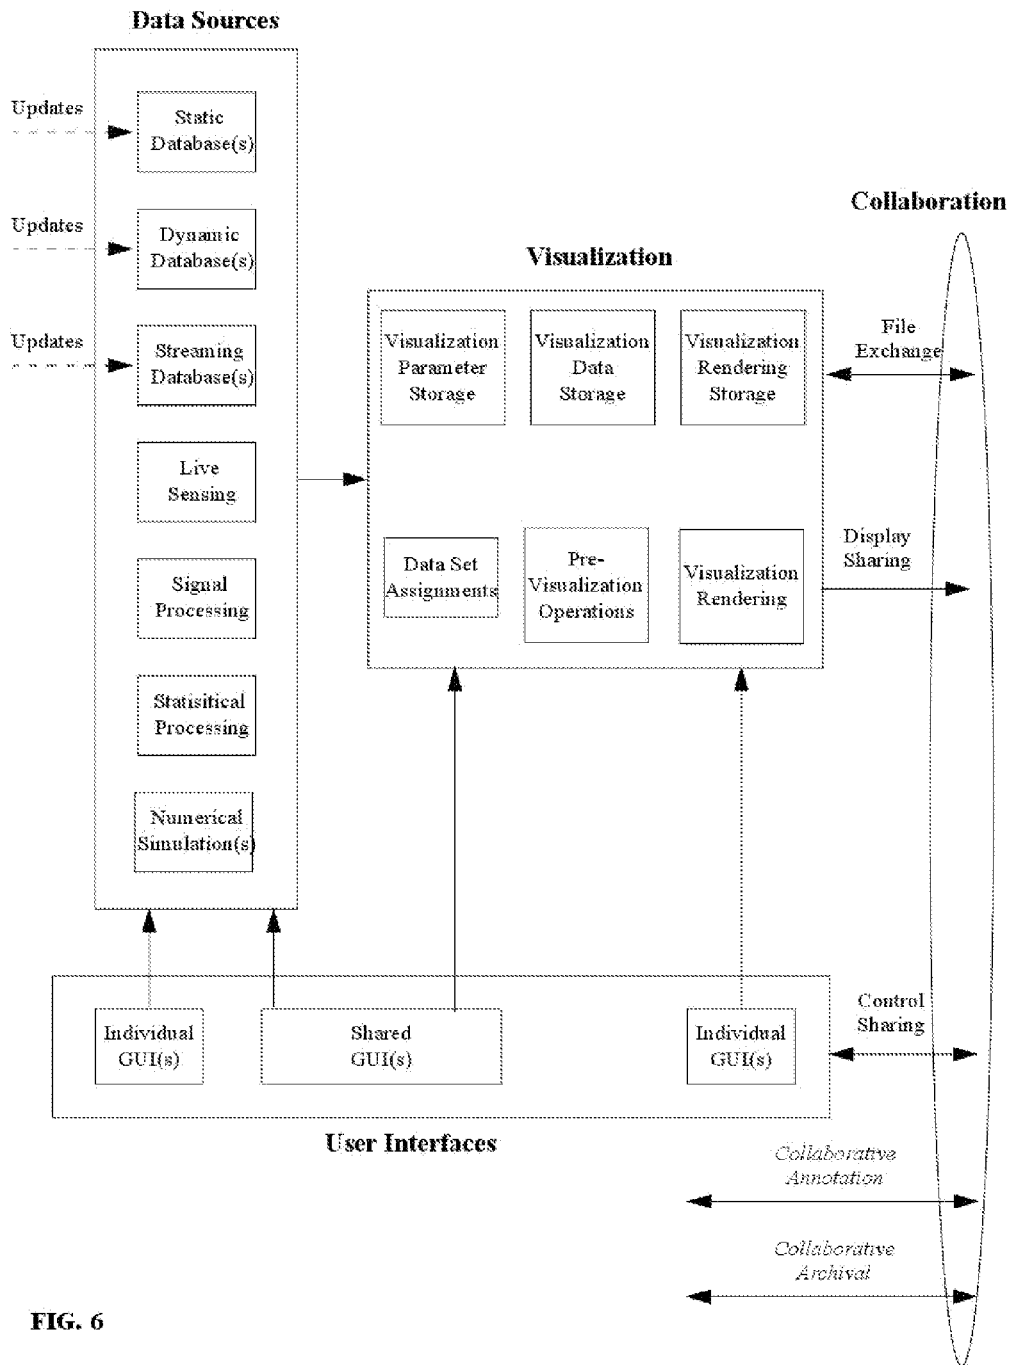 Data Sources
Updates
Static
Database(s)
Updates
Dynamic
Database(s)
Updates
Streaming
Database(s)
Live
Sensing
Signal
Processing
Statisitical
Processing
Numerical
Simulation(s)
Visualization
Visualization
Parameter
Storage
Visualization
Data
Storage
Visualization
Rendering
Storage
Data Set
Assignments
Pre-
Visualization
Operations
Visualization
Rendering
Collaboration
File
Exchange
Display
Sharing
Control
Sharing
Individual
GUI(s)
Shared
GUI(s)
Individual
GUI(s)
User Interfaces
Collaborative
Annotation
Collaborative
Archival
FIG. 6